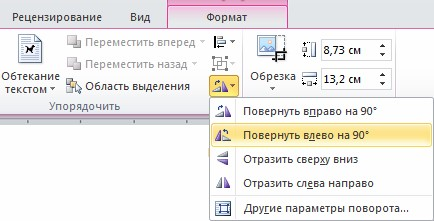 Рецензирование Вид Формат
Обтекание текстом
Переместить вперед
Переместить назад
Область выделения
Упорядочить
Обрезка
8,73 см
13,2 см
Повернуть вправо на 90°
Повернуть влево на 90°
Отразить сверху вниз
Отразить слева направо
Другие параметры поворота...